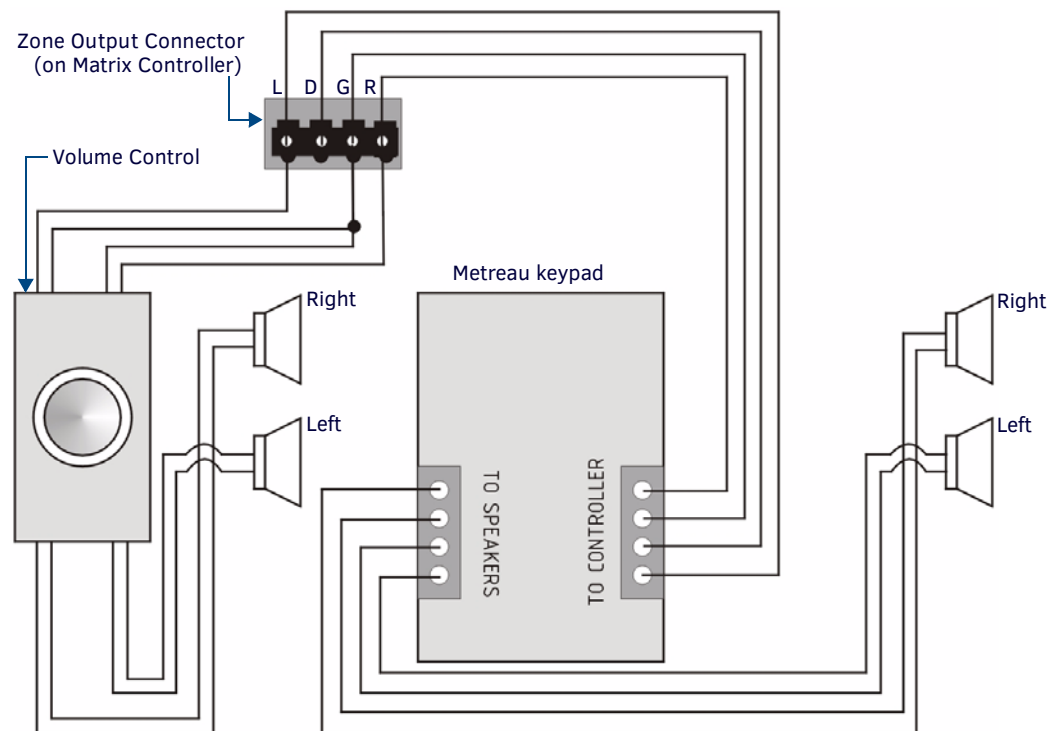 Zone Output Connector
(on Matrix Controller)
L D G R
Volume Control
Metreau keypad
Right
Left
Right
Left
TO SPEAKERS
TO CONTROLLER